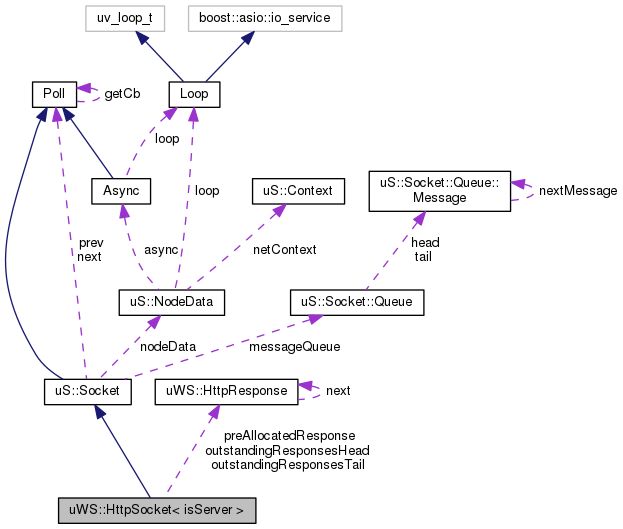 uv_loop_t
boost::asio::io_service
Poll
getCb
Loop
loop
Async
uS::Context
uS::Socket::Queue::
Message
nextMessage
loop
prev
next
async
netContext
head
tail
uS::NodeData
uS::Socket::Queue
nodeData
messageQueue
uS::Socket
uWS::HttpResponse
next
preAllocatedResponse
outstandingResponsesHead
outstandingResponsesTail
uWS::HttpSocket< isServer >